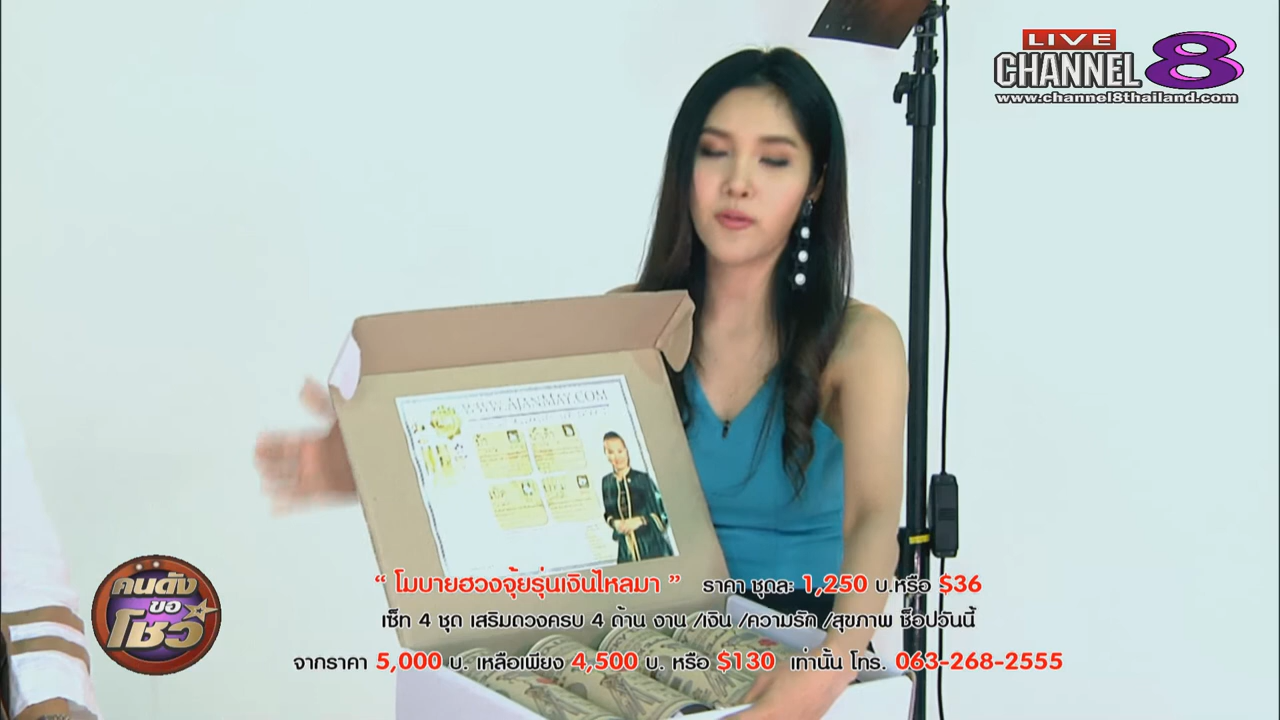 LIVE
CHANNEL 8
www.channel8thailand.com
WWW.AJANMAY.COM
คนดัง
ขอ
โชว์
“ โมบายฮวงจุ้ยรุ่นเงินไหลมา ” ราคา ชุดละ 1,250 บ.หรือ $36
เซ็ท 4 ชุด เสริมดวงครบ 4 ด้าน งาน /เงิน /ความรัก /สุขภาพ ช็อปวันนี้
จากราคา 5,000 บ. เหลือเพียง 4,500 บ. หรือ $130 เท่านั้น โทร. 063-268-2555